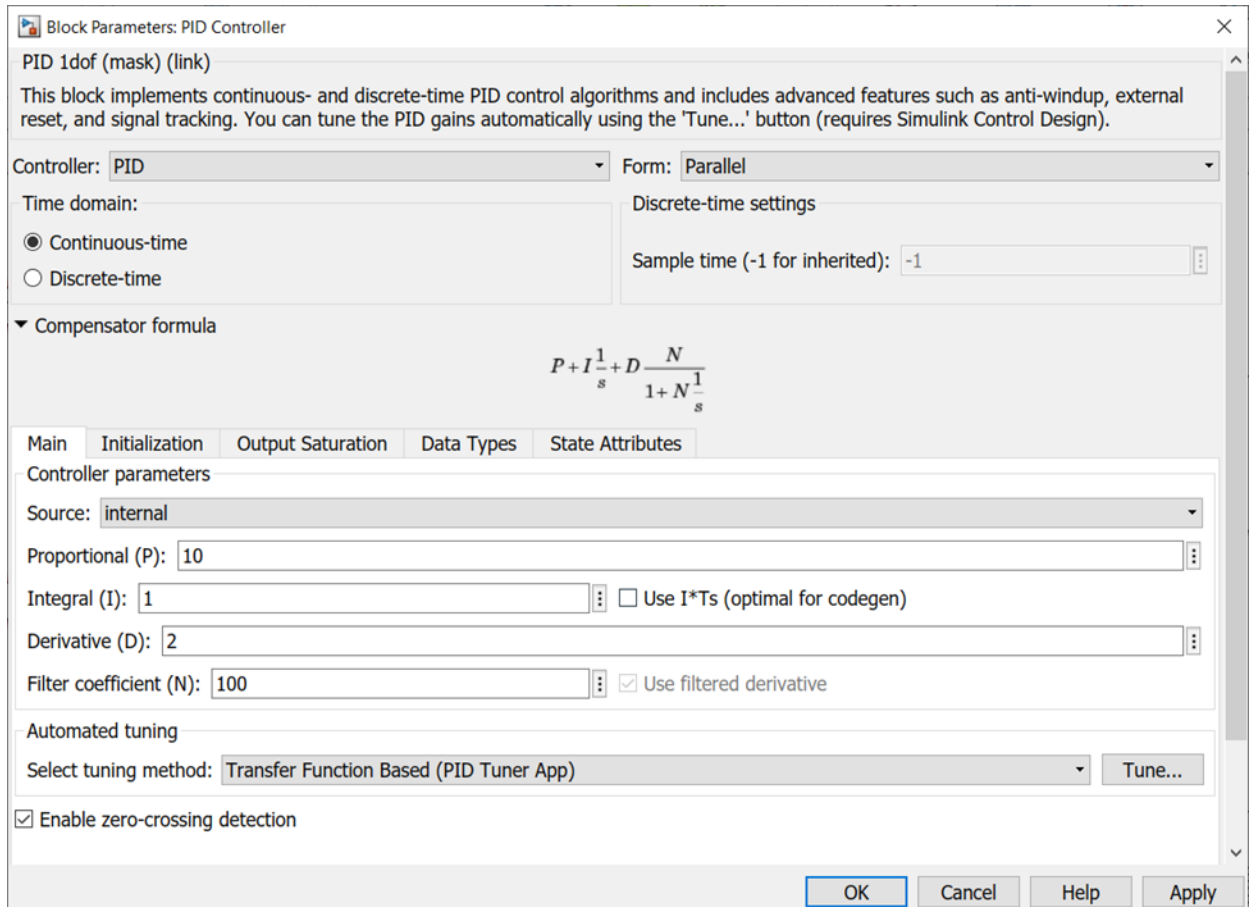 Block Parameters: PID Controller
PID 1dof (mask) (link)
This block implements continuous- and discrete-time PID control algorithms and includes advanced features such as anti-windup, external
reset, and signal tracking. You can tune the PID gains automatically using the 'Tune...' button (requires Simulink Control Design).
Controller: PID Form: Parallel
Time domain:
Continuous-time
Discrete-time
Discrete-time settings
Sample time (-1 for inherited): -1
Compensator formula
P + I 1/s + D N/(1 + N 1/s)
Main Initialization Output Saturation Data Types State Attributes
Controller parameters
Source: internal
Proportional (P): 10
Integral (I): 1 Use I*Ts (optimal for codegen)
Derivative (D): 2
Filter coefficient (N): 100 Use filtered derivative
Automated tuning
Select tuning method: Transfer Function Based (PID Tuner App) Tune...
Enable zero-crossing detection
OK Cancel Help Apply